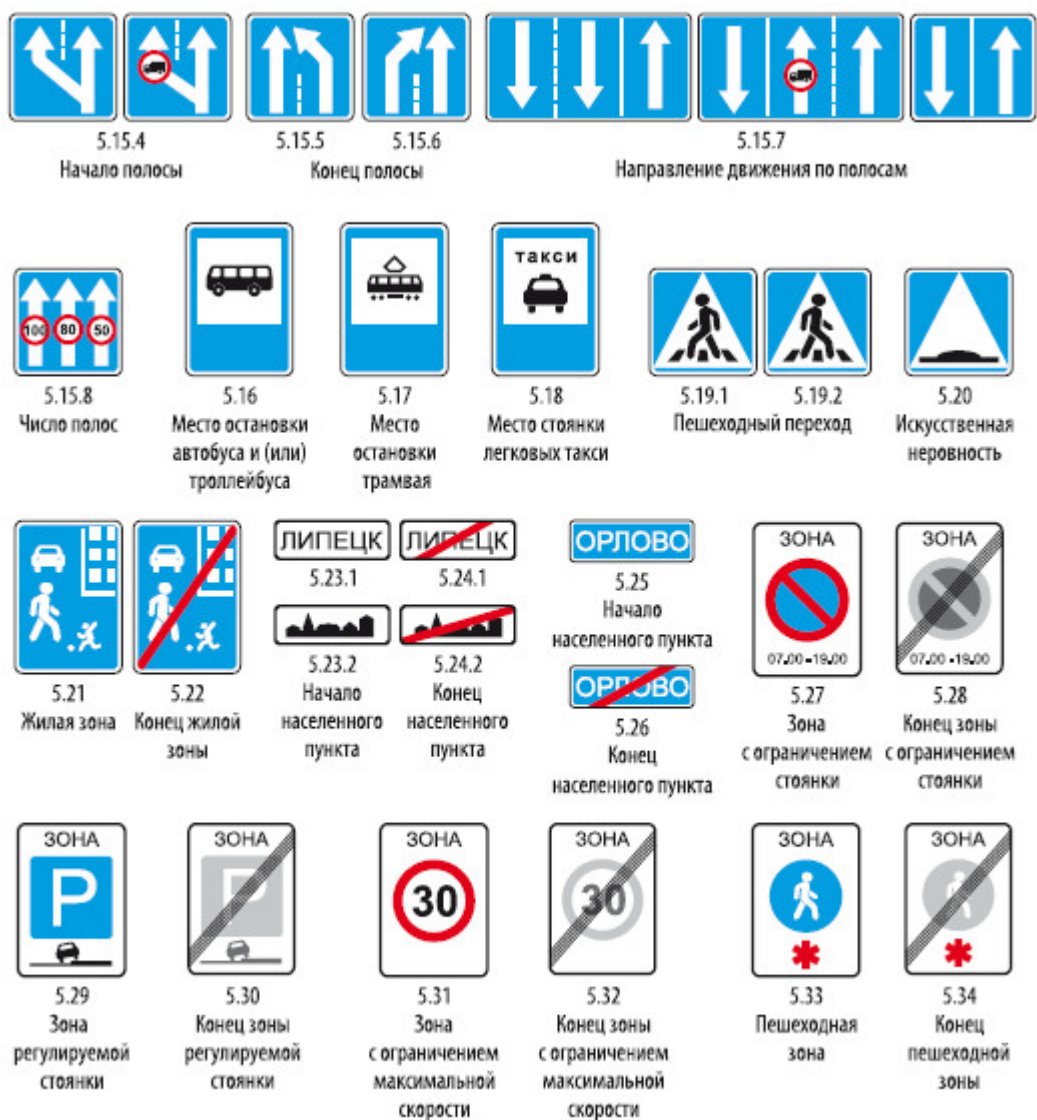 5.15.4
Начало полосы
5.15.5 5.15.6
Конец полосы
5.15.7
Направление движения по полосам
100 80 50
5.15.8
Число полос
5.16
Место остановки
автобуса и (или)
троллейбуса
5.17
Место
остановки
трамвая
такси
5.18
Место стоянки
легковых такси
5.19.1 5.19.2
Пешеходный переход
5.20
Искусственная
неровность
5.21
Жилая зона
5.22
Конец жилой
зоны
ЛИПЕЦК
5.23.1
ЛИПЕЦК
5.24.1
5.23.2
Начало
населенного
пункта
5.24.2
Конец
населенного
пункта
ОРЛОВО
5.25
Начало
населенного пункта
ОРЛОВО
5.26
Конец
населенного пункта
ЗОНА
07.00-19.00
5.27
Зона
с ограничением
стоянки
ЗОНА
07.00-19.00
5.28
Конец зоны
с ограничением
стоянки
ЗОНА
P
5.29
Зона
регулируемой
стоянки
ЗОНА
P
5.30
Конец зоны
регулируемой
стоянки
ЗОНА
30
5.31
Зона
с ограничением
максимальной
скорости
ЗОНА
30
5.32
Конец зоны
с ограничением
максимальной
скорости
ЗОНА
5.33
Пешеходная
зона
ЗОНА
5.34
Конец
пешеходной
зоны